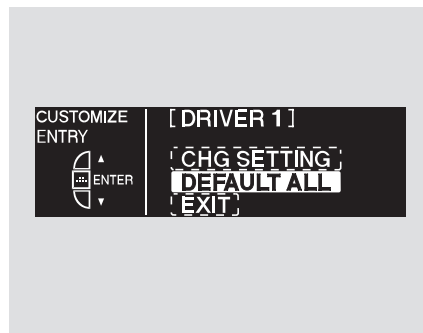 CUSTOMIZE
ENTRY
ENTER
[DRIVER 1]
CHG SETTING
DEFAULT ALL
EXIT